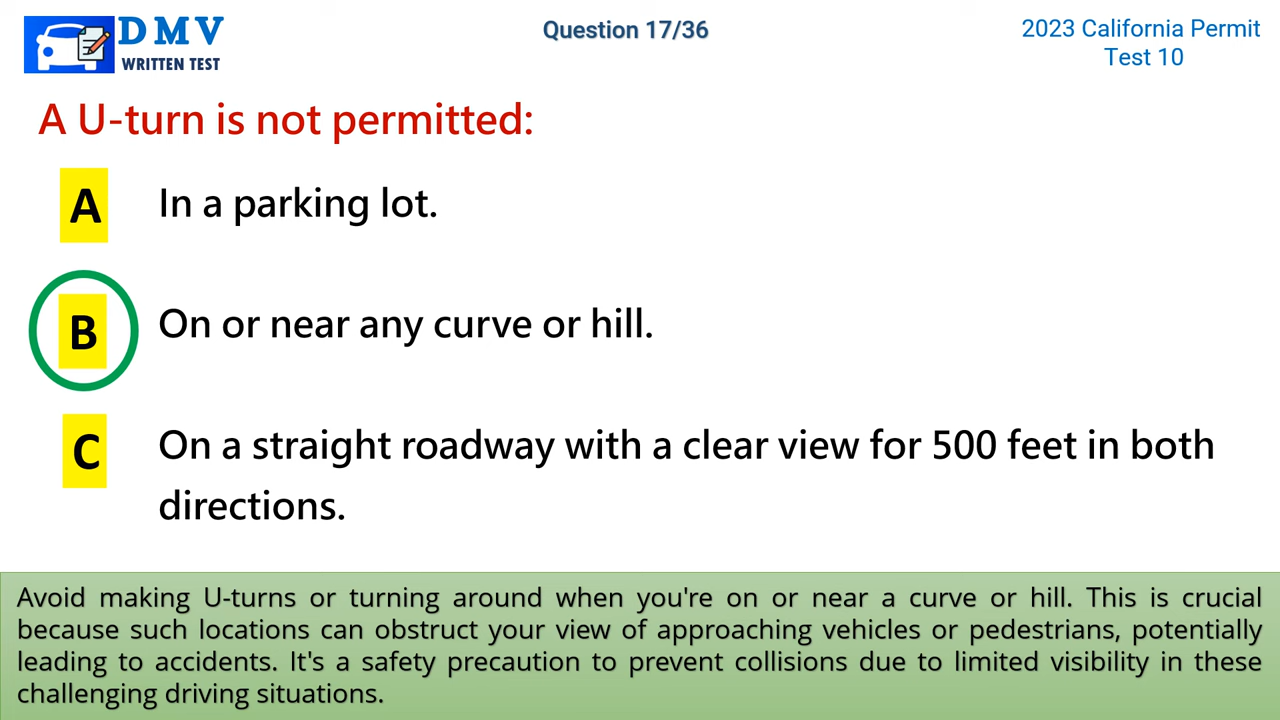 DMV
WRITTEN TEST
Question 17/36
2023 California Permit
Test 10
A U-turn is not permitted:
A In a parking lot.
B On or near any curve or hill.
C On a straight roadway with a clear view for 500 feet in both
directions.
Avoid making U-turns or turning around when you're on or near a curve or hill. This is crucial
because such locations can obstruct your view of approaching vehicles or pedestrians, potentially
leading to accidents. It's a safety precaution to prevent collisions due to limited visibility in these
challenging driving situations.